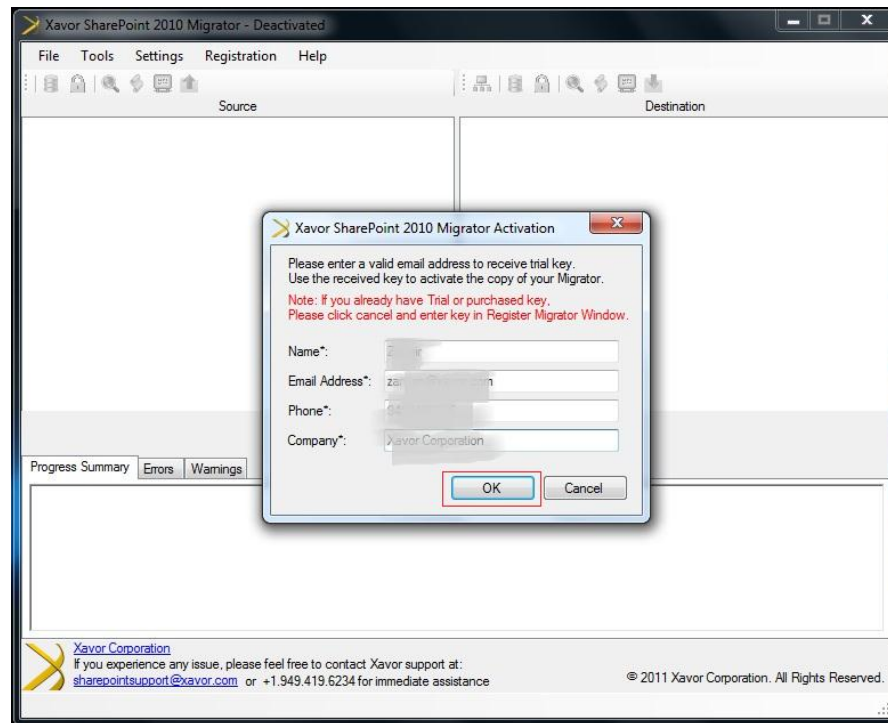 Xavor SharePoint 2010 Migrator - Deactivated
File Tools Settings Registration Help
Source
Destination
Xavor SharePoint 2010 Migrator Activation
Please enter a valid email address to receive trial key.
Use the received key to activate the copy of your Migrator.
Note: If you already have Trial or purchased key,
Please click cancel and enter key in Register Migrator Window.
Name*:
Email Address*:
Phone*:
Company*: Xavor Corporation
OK Cancel
Progress Summary Errors Warnings
Xavor Corporation
If you experience any issue, please feel free to contact Xavor support at:
sharepointsupport@xavor.com or +1.949.419.6234 for immediate assistance
© 2011 Xavor Corporation. All Rights Reserved.